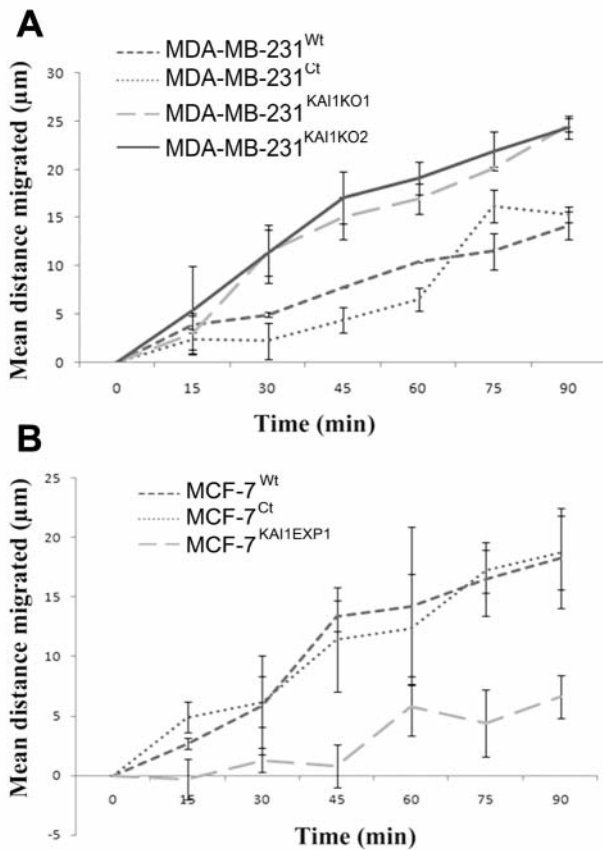 A
MDA-MB-231Wt
MDA-MB-231Ct
MDA-MB-231KAI1KO1
MDA-MB-231KAI1KO2
Mean distance migrated (µm)
30
25
20
15
10
5
0
0 15 30 45 60 75 90
Time (min)
B
MCF-7Wt
MCF-7Ct
MCF-7KAI1EXP1
Mean distance migrated (µm)
25
20
15
10
5
0
-5
0 15 30 45 60 75 90
Time (min)